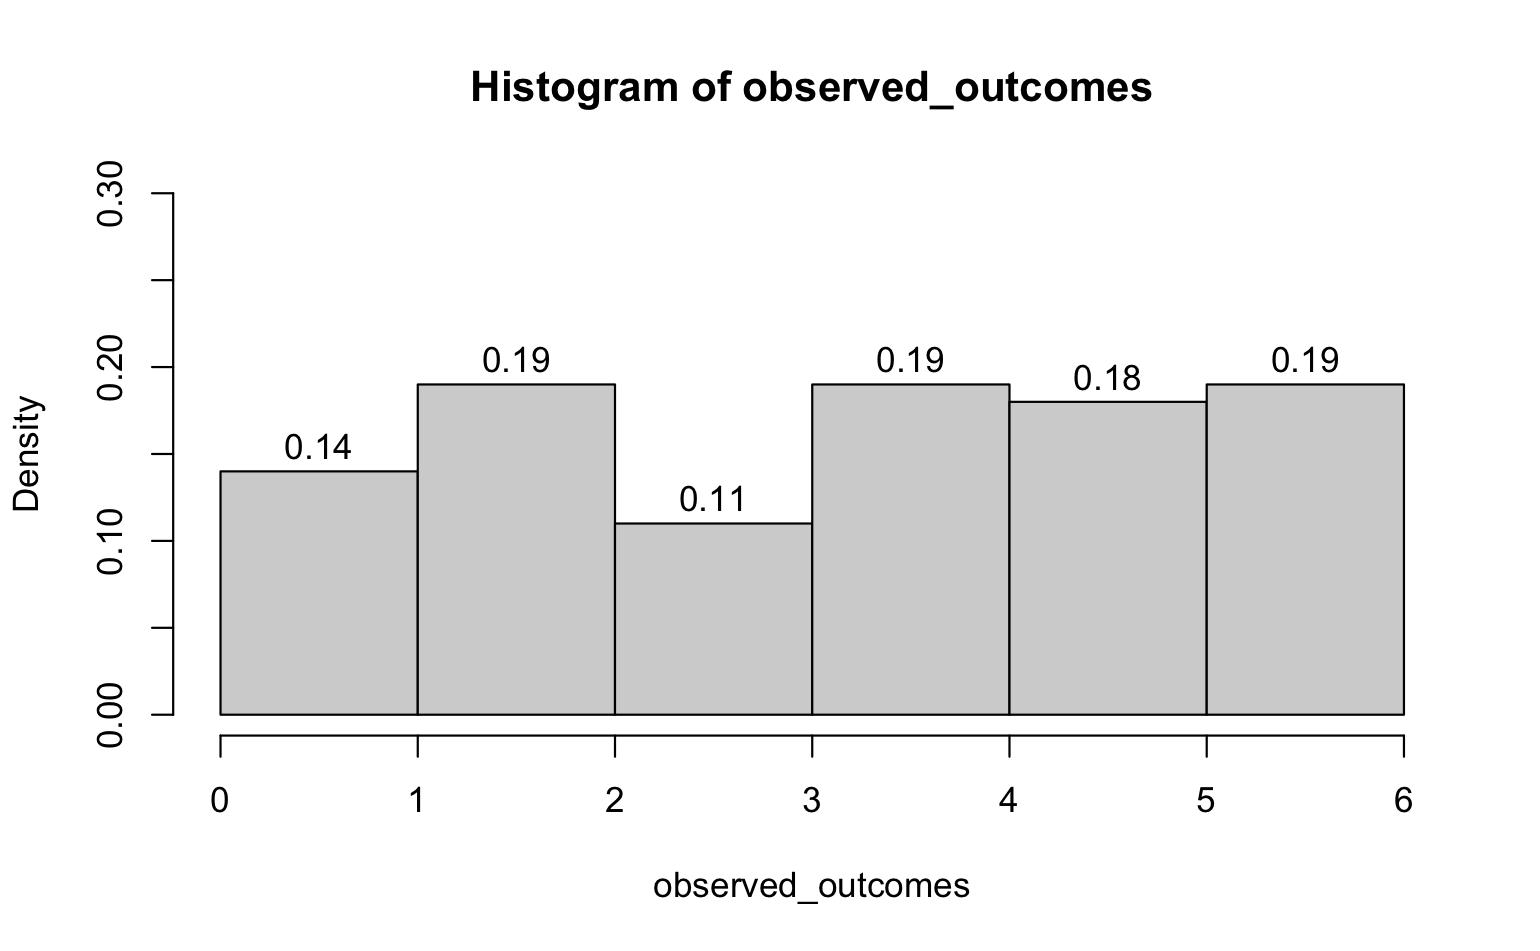 Histogram of observed_outcomes
Density
0.30
0.20
0.10
0.00
0.14
0.19
0.11
0.19
0.18
0.19
0 1 2 3 4 5 6
observed_outcomes